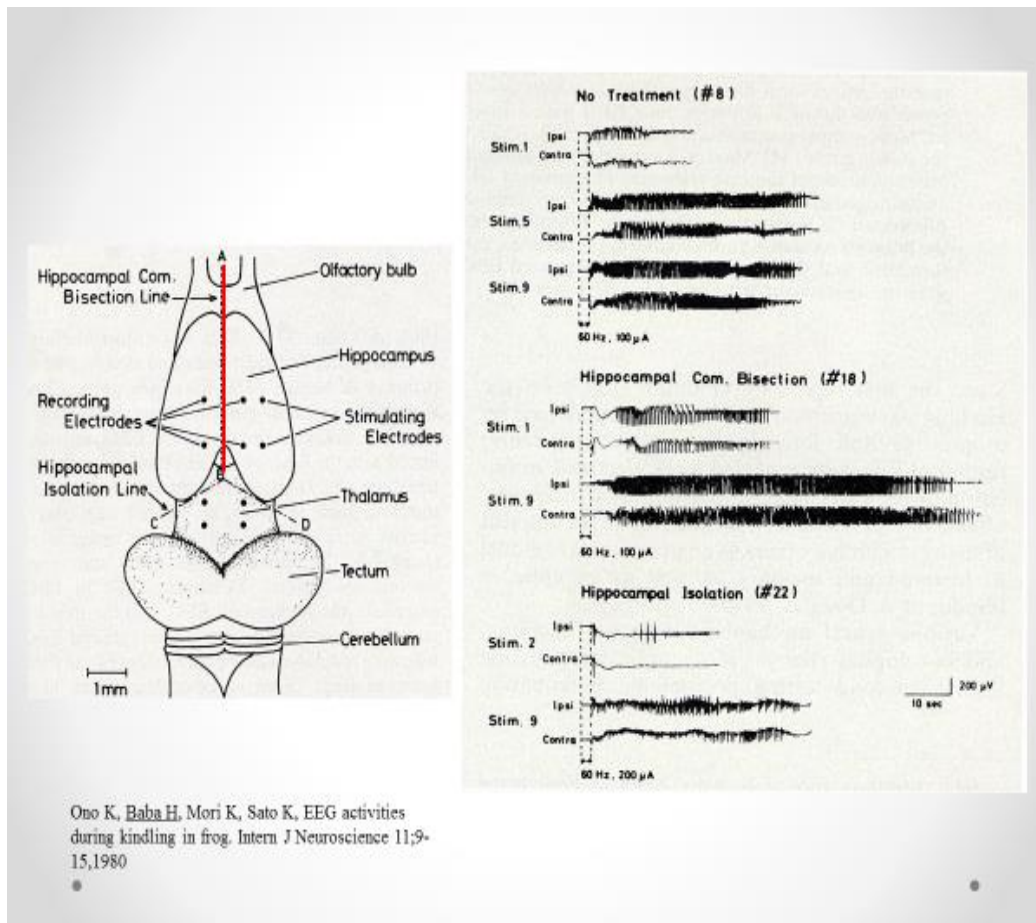 A
Hippocampal Com.
Bisection Line
Olfactory bulb
Hippocampus
Recording
Electrodes
Stimulating
Electrodes
Hippocampal
Isolation Line
B
Thalamus
C
D
Tectum
Cerebellum
1mm
No Treatment (#8)
Stim.1
Ipsi
Contra
Stim.5
Ipsi
Contra
Stim.9
Ipsi
Contra
60 Hz, 100 µA
Hippocampal Com. Bisection (#18)
Stim. 1
Ipsi
Contra
Stim. 9
Ipsi
Contra
60 Hz, 100 µA
Hippocampal Isolation (#22)
Stim. 2
Ipsi
Contra
Stim. 9
Ipsi
Contra
60 Hz, 200 µA
200 µV
10 sec
Ono K, Baba H, Mori K, Sato K, EEG activities
during kindling in frog. Intern J Neuroscience 11;9-
15,1980